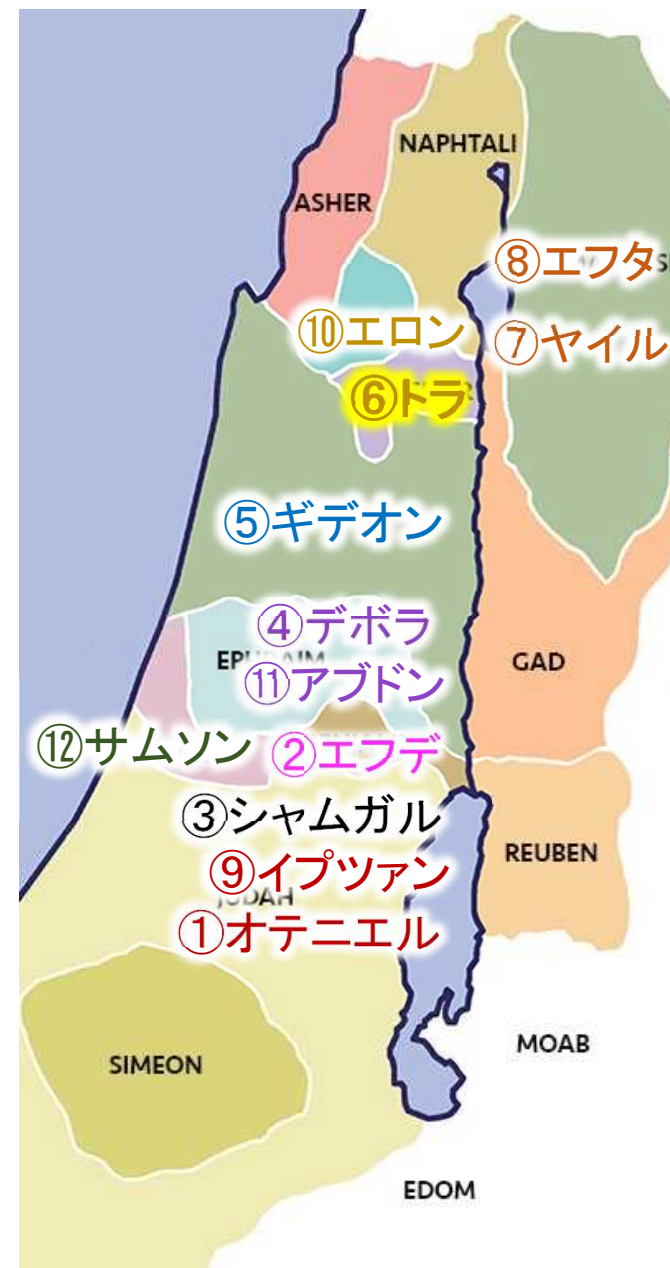 NAPHTALI
ASHER
⑧エフタ
⑩エロン
⑦ヤイル
⑥トラ
⑤ギデオン
④デボラ
GAD
⑪アブドン
⑫サムソン
②エフデ
③シャムガル
REUBEN
⑨イプツァン
JUDAH
①オテニエル
MOAB
SIMEON
EDOM